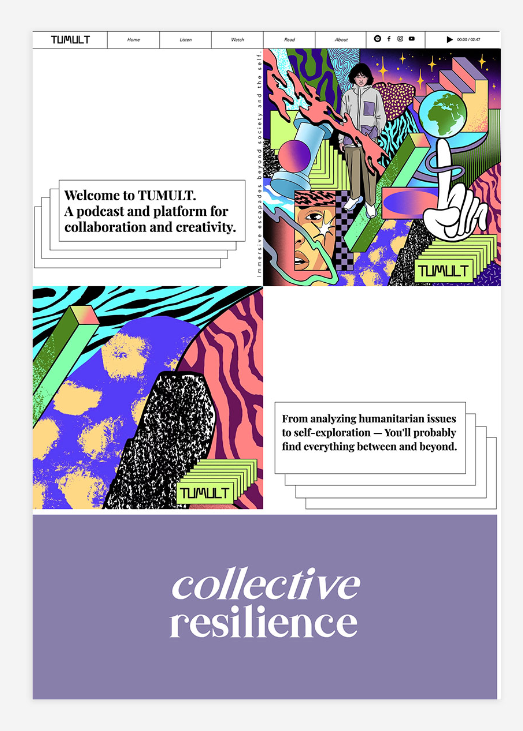 TUMULT
Home
Listen
Watch
Read
About
00:00 / 02:47
immersive escapades beyond society and the self.
Welcome to TUMULT.
A podcast and platform for
collaboration and creativity.
TUMULT
TUMULT
From analyzing humanitarian issues
to self-exploration — You'll probably
find everything between and beyond.
collective
resilience